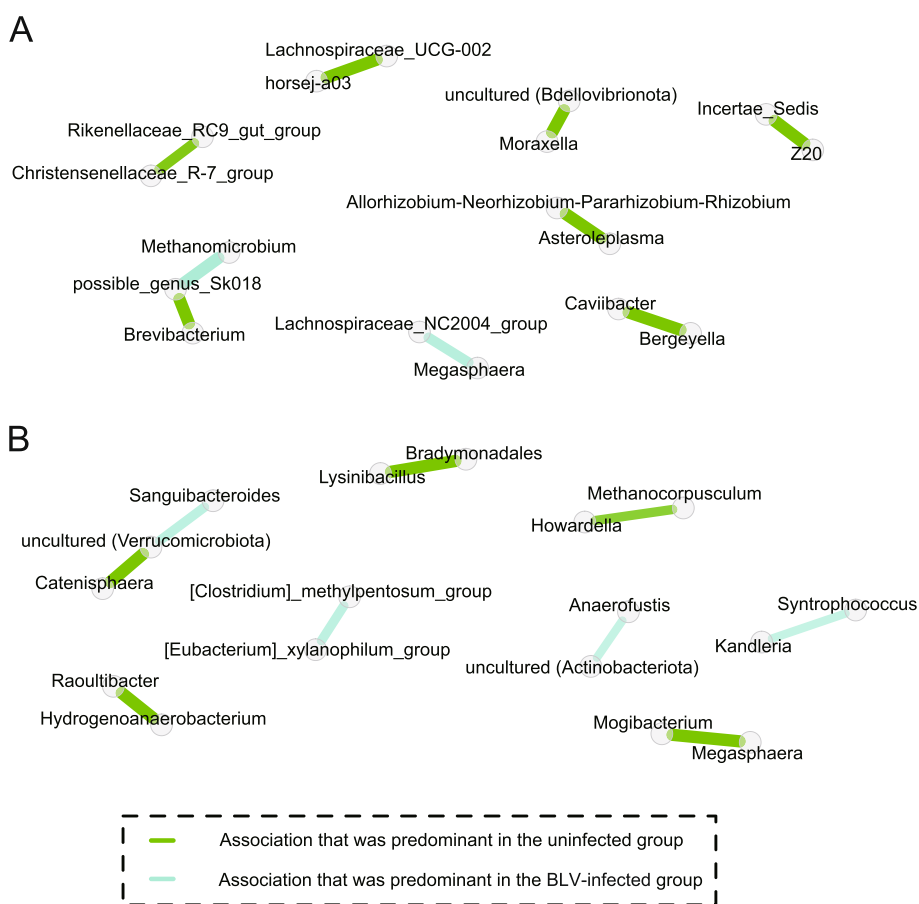 A
Lachnospiraceae_UCG-002
horsej-a03
uncultured (Bdellovibrionota)
Incertae_Sedis
Rikenellaceae_RC9_gut_group
Moraxella
Z20
Christensenellaceae_R-7_group
Allorhizobium-Neorhizobium-Pararhizobium-Rhizobium
Asteroleplasma
Methanomicrobium
possible_genus_Sk018
Caviibacter
Brevibacterium
Lachnospiraceae_NC2004_group
Bergeyella
Megasphaera
B
Bradymonadales
Lysinibacillus
Sanguibacteroides
Methanocorpusculum
Howardella
uncultured (Verrucomicrobiota)
Catenisphaera
[Clostridium]_methylpentosum_group
Anaerofustis
Syntrophococcus
Kandleria
[Eubacterium]_xylanophilum_group
uncultured (Actinobacteriota)
Raoultibacter
Hydrogenoanaerobacterium
Mogibacterium
Megasphaera
Association that was predominant in the uninfected group
Association that was predominant in the BLV-infected group